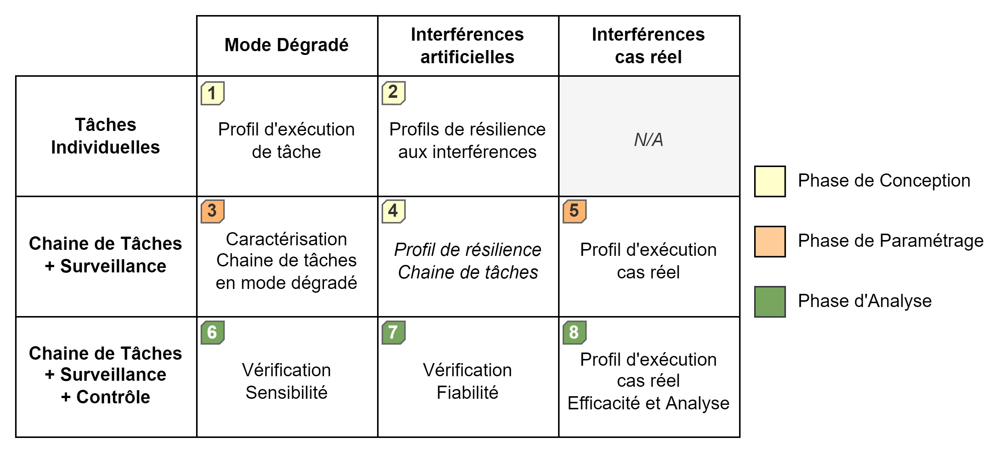 Mode Dégradé
Interférences
artificielles
Interférences
cas réel
Tâches
Individuelles
1
Profil d'exécution
de tâche
2
Profils de résilience
aux interférences
N/A
Chaine de Tâches
+ Surveillance
3
Caractérisation
Chaine de tâches
en mode dégradé
4
Profil de résilience
Chaine de tâches
5
Profil d'exécution
cas réel
Chaine de Tâches
+ Surveillance
+ Contrôle
6
Vérification
Sensibilité
7
Vérification
Fiabilité
8
Profil d'exécution
cas réel
Efficacité et Analyse
Phase de Conception
Phase de Paramétrage
Phase d'Analyse